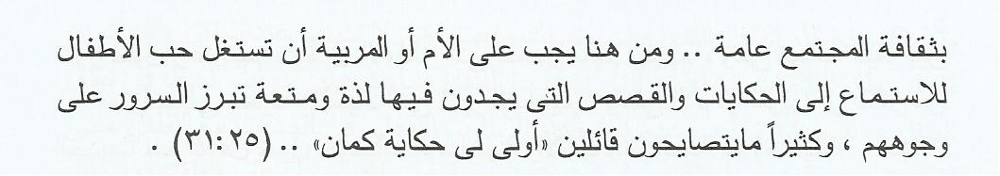 بثقافة المجتمع عامة .. ومن هنا يجب على الأم أو المربية أن تستغل حب الأطفال
للاستماع إلى الحكايات والقصص التى يجدون فيها لذة ومتعة تبرز السرور على
وجوههم ، وكثيراً مايتصايحون قائلين «أولى لى حكاية كمان» .. (٣١:٢٥) .